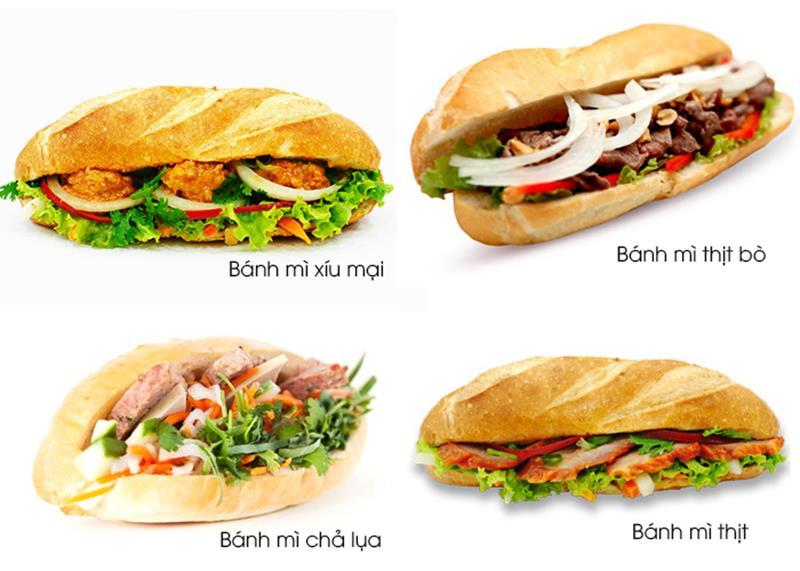 Bánh mì xíu mại
Bánh mì thịt bò
Bánh mì chả lụa
Bánh mì thịt